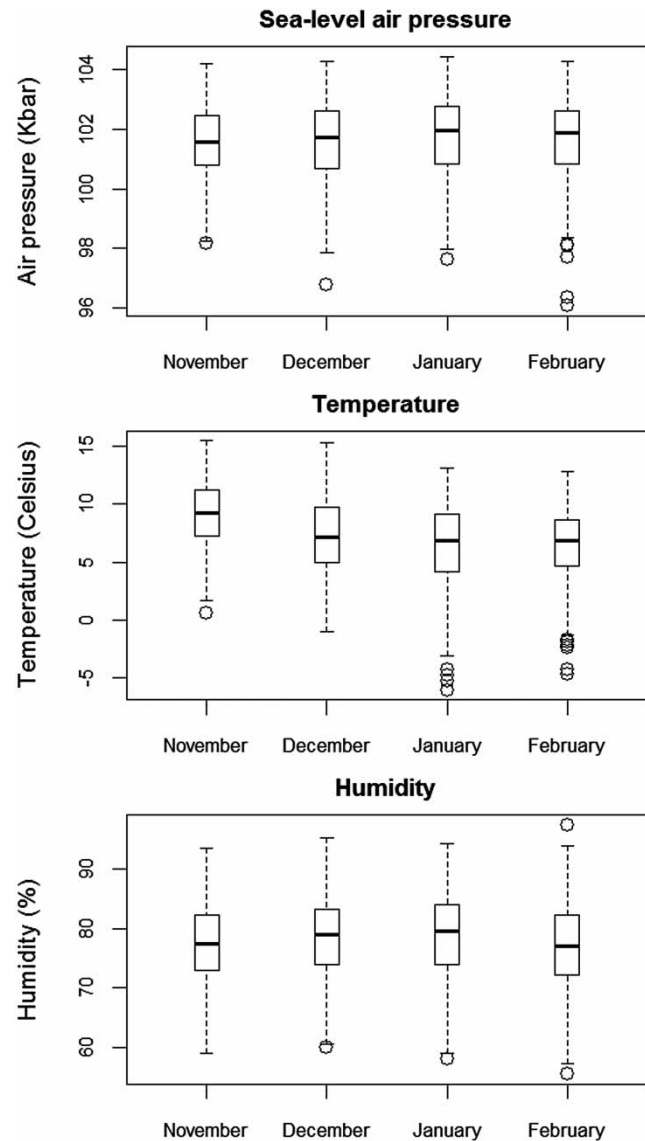 Sea-level air pressure
Air pressure (Kbar)
104
102
100
98
96
November December January February
Temperature
Temperature (Celsius)
15
10
5
0
-5
November December January February
Humidity
Humidity (%)
90
80
70
60
November December January February